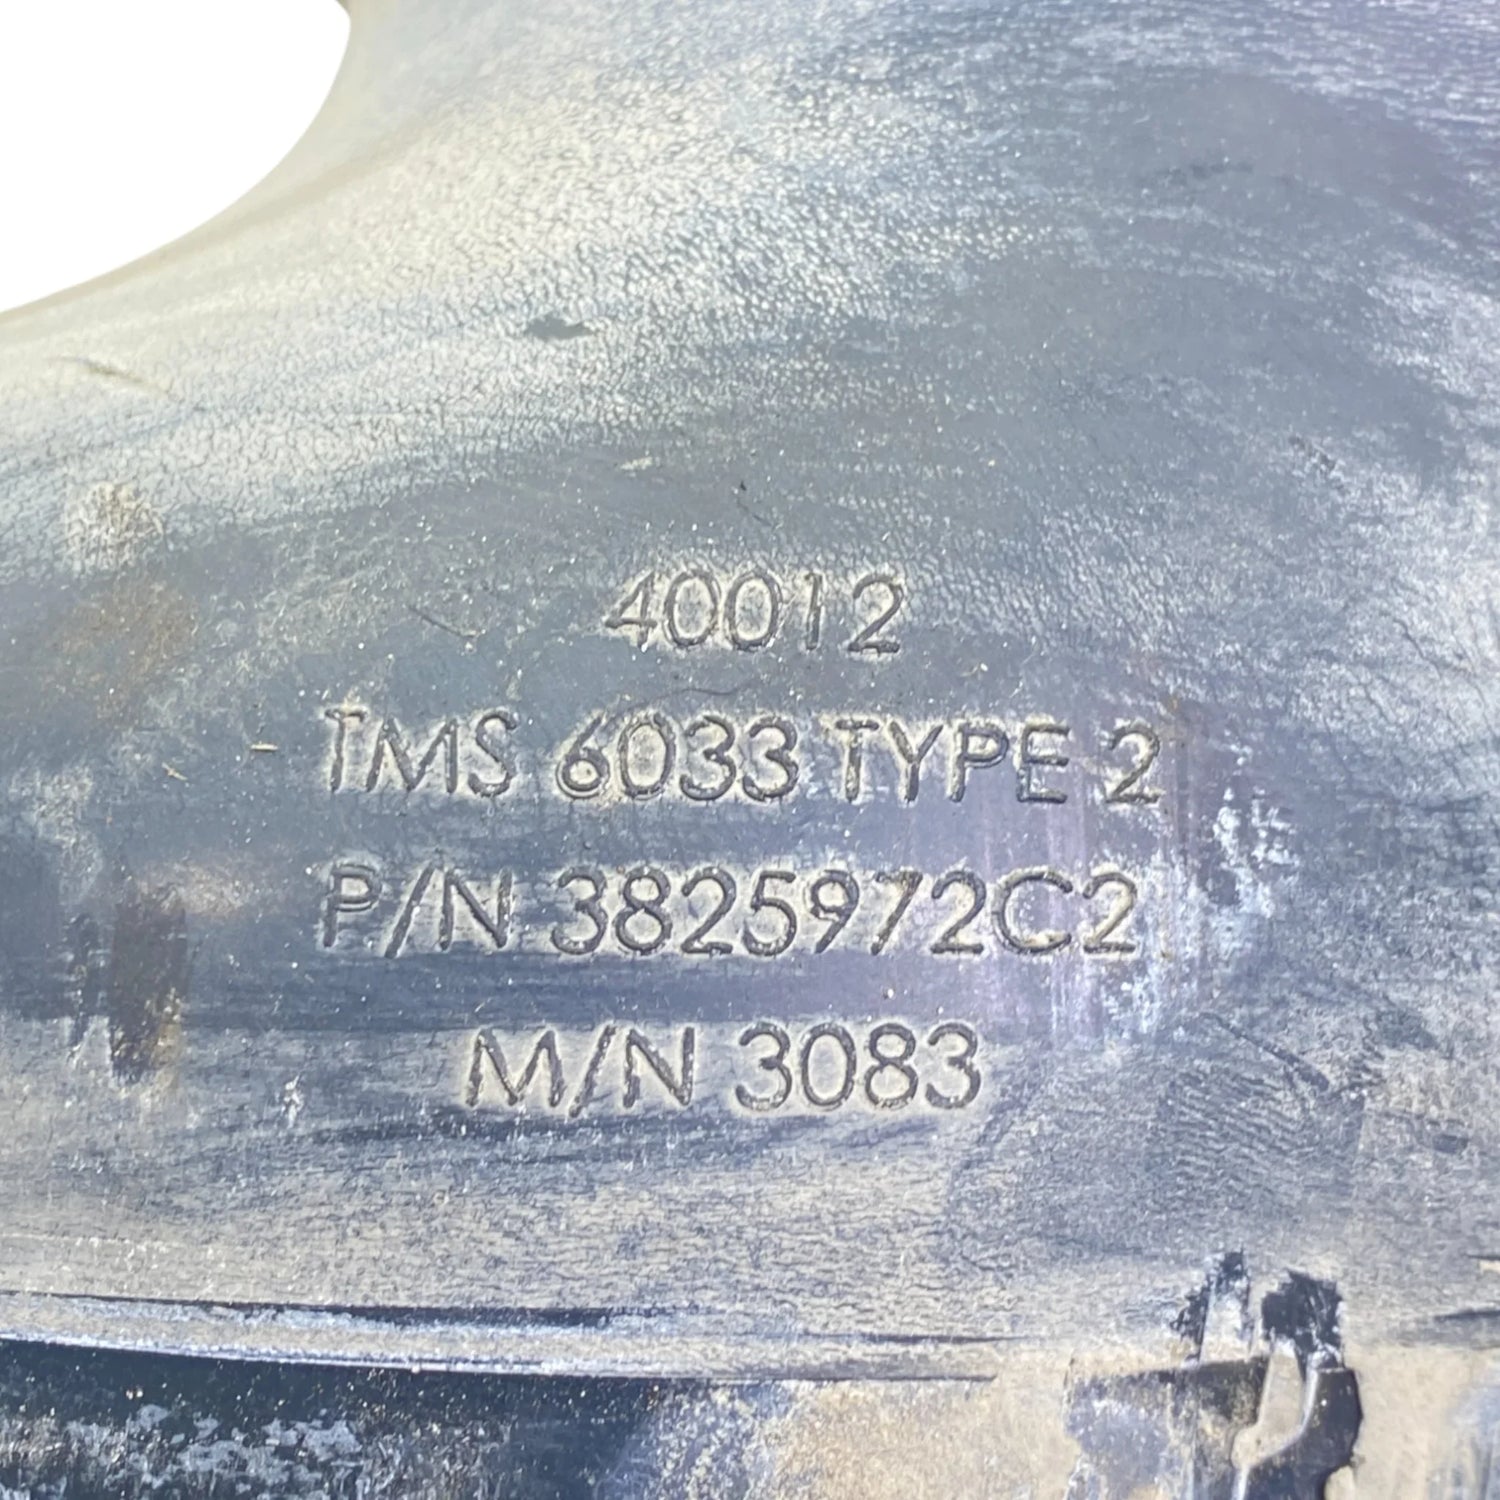 40012
TMS 6033 TYPE 2
P/N 3825972C2
M/N 3083